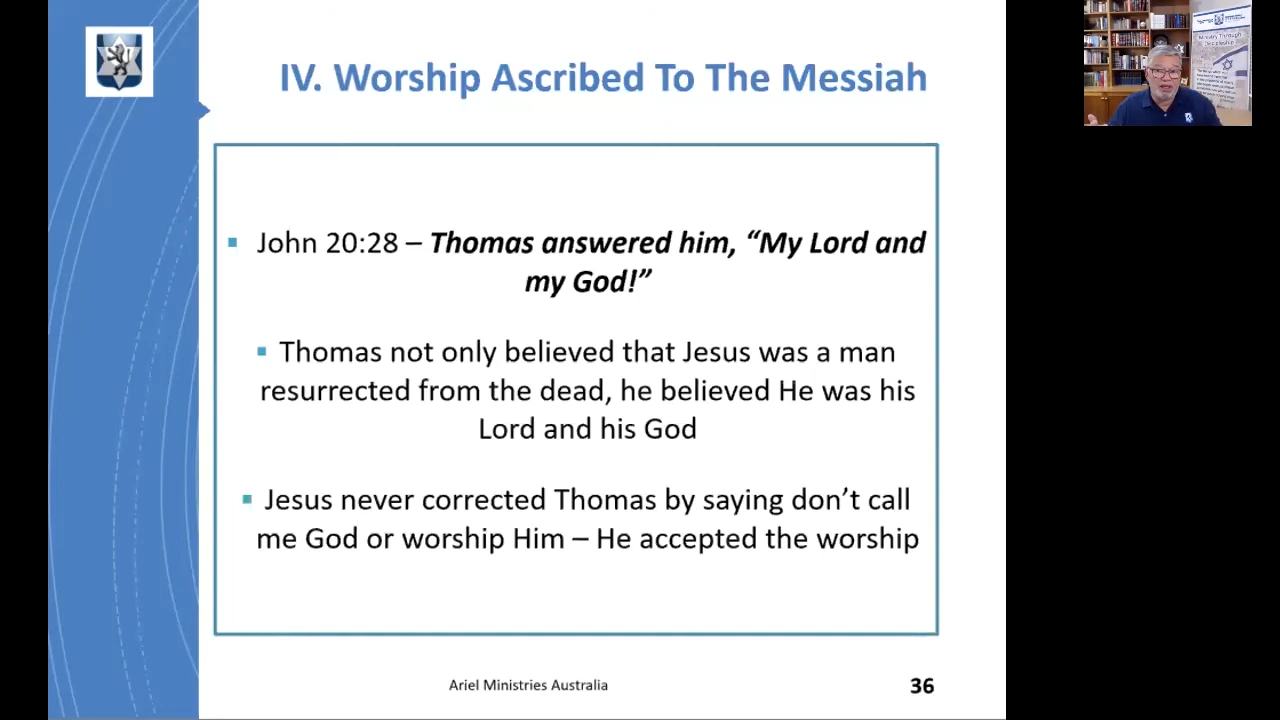 IV. Worship Ascribed To The Messiah
John 20:28 – Thomas answered him, “My Lord and
my God!”
Thomas not only believed that Jesus was a man
resurrected from the dead, he believed He was his
Lord and his God
Jesus never corrected Thomas by saying don’t call
me God or worship Him – He accepted the worship
Ariel Ministries Australia
36
Ministry Through
Discipleship